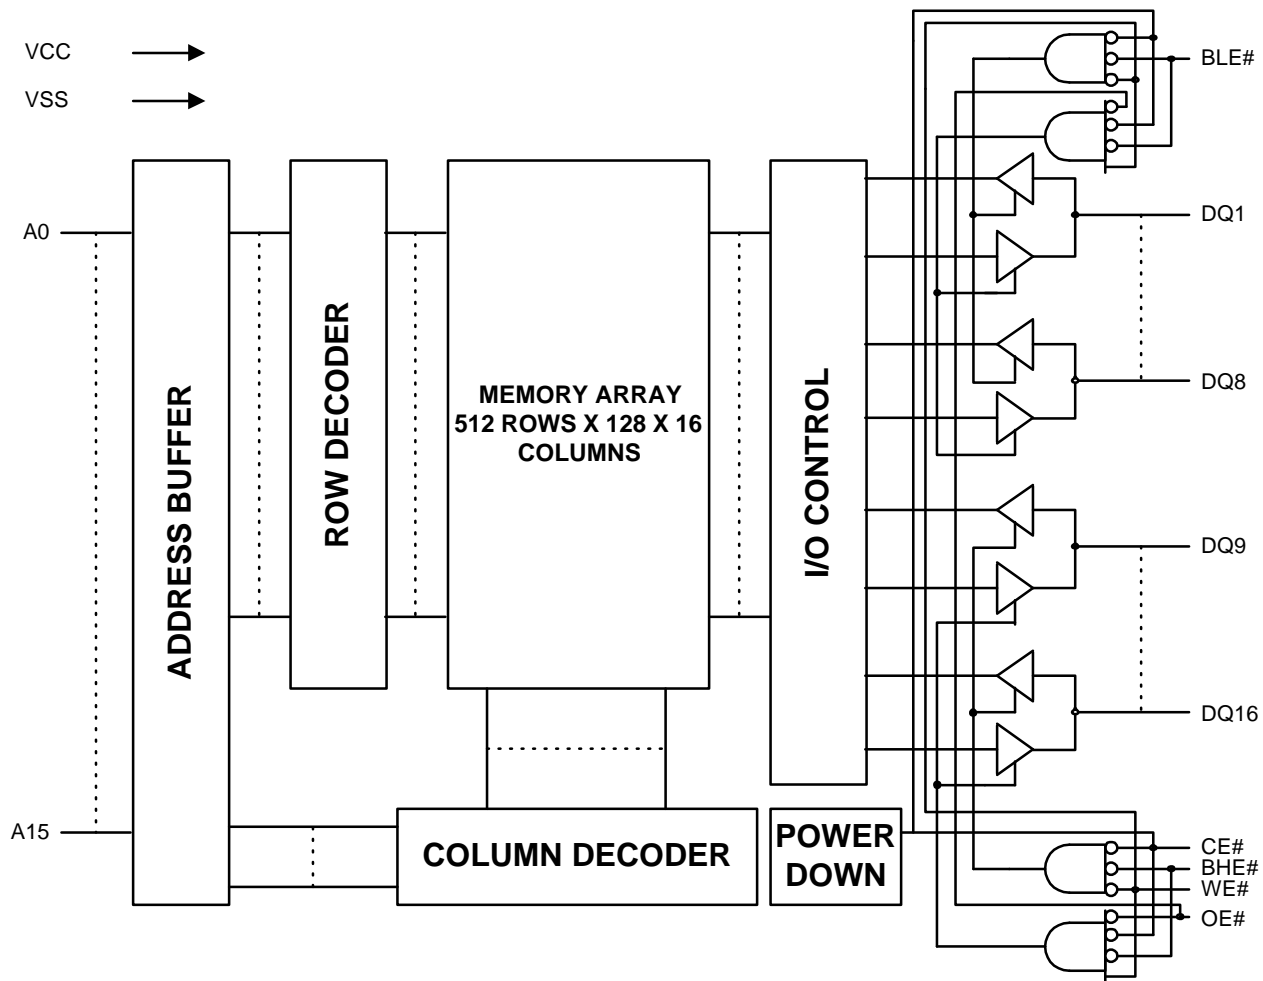 VCC
VSS
A0
A15
ADDRESS BUFFER
ROW DECODER
MEMORY ARRAY
512 ROWS X 128 X 16
COLUMNS
COLUMN DECODER
I/O CONTROL
POWER
DOWN
BLE#
DQ1
DQ8
DQ9
DQ16
CE#
BHE#
WE#
OE#